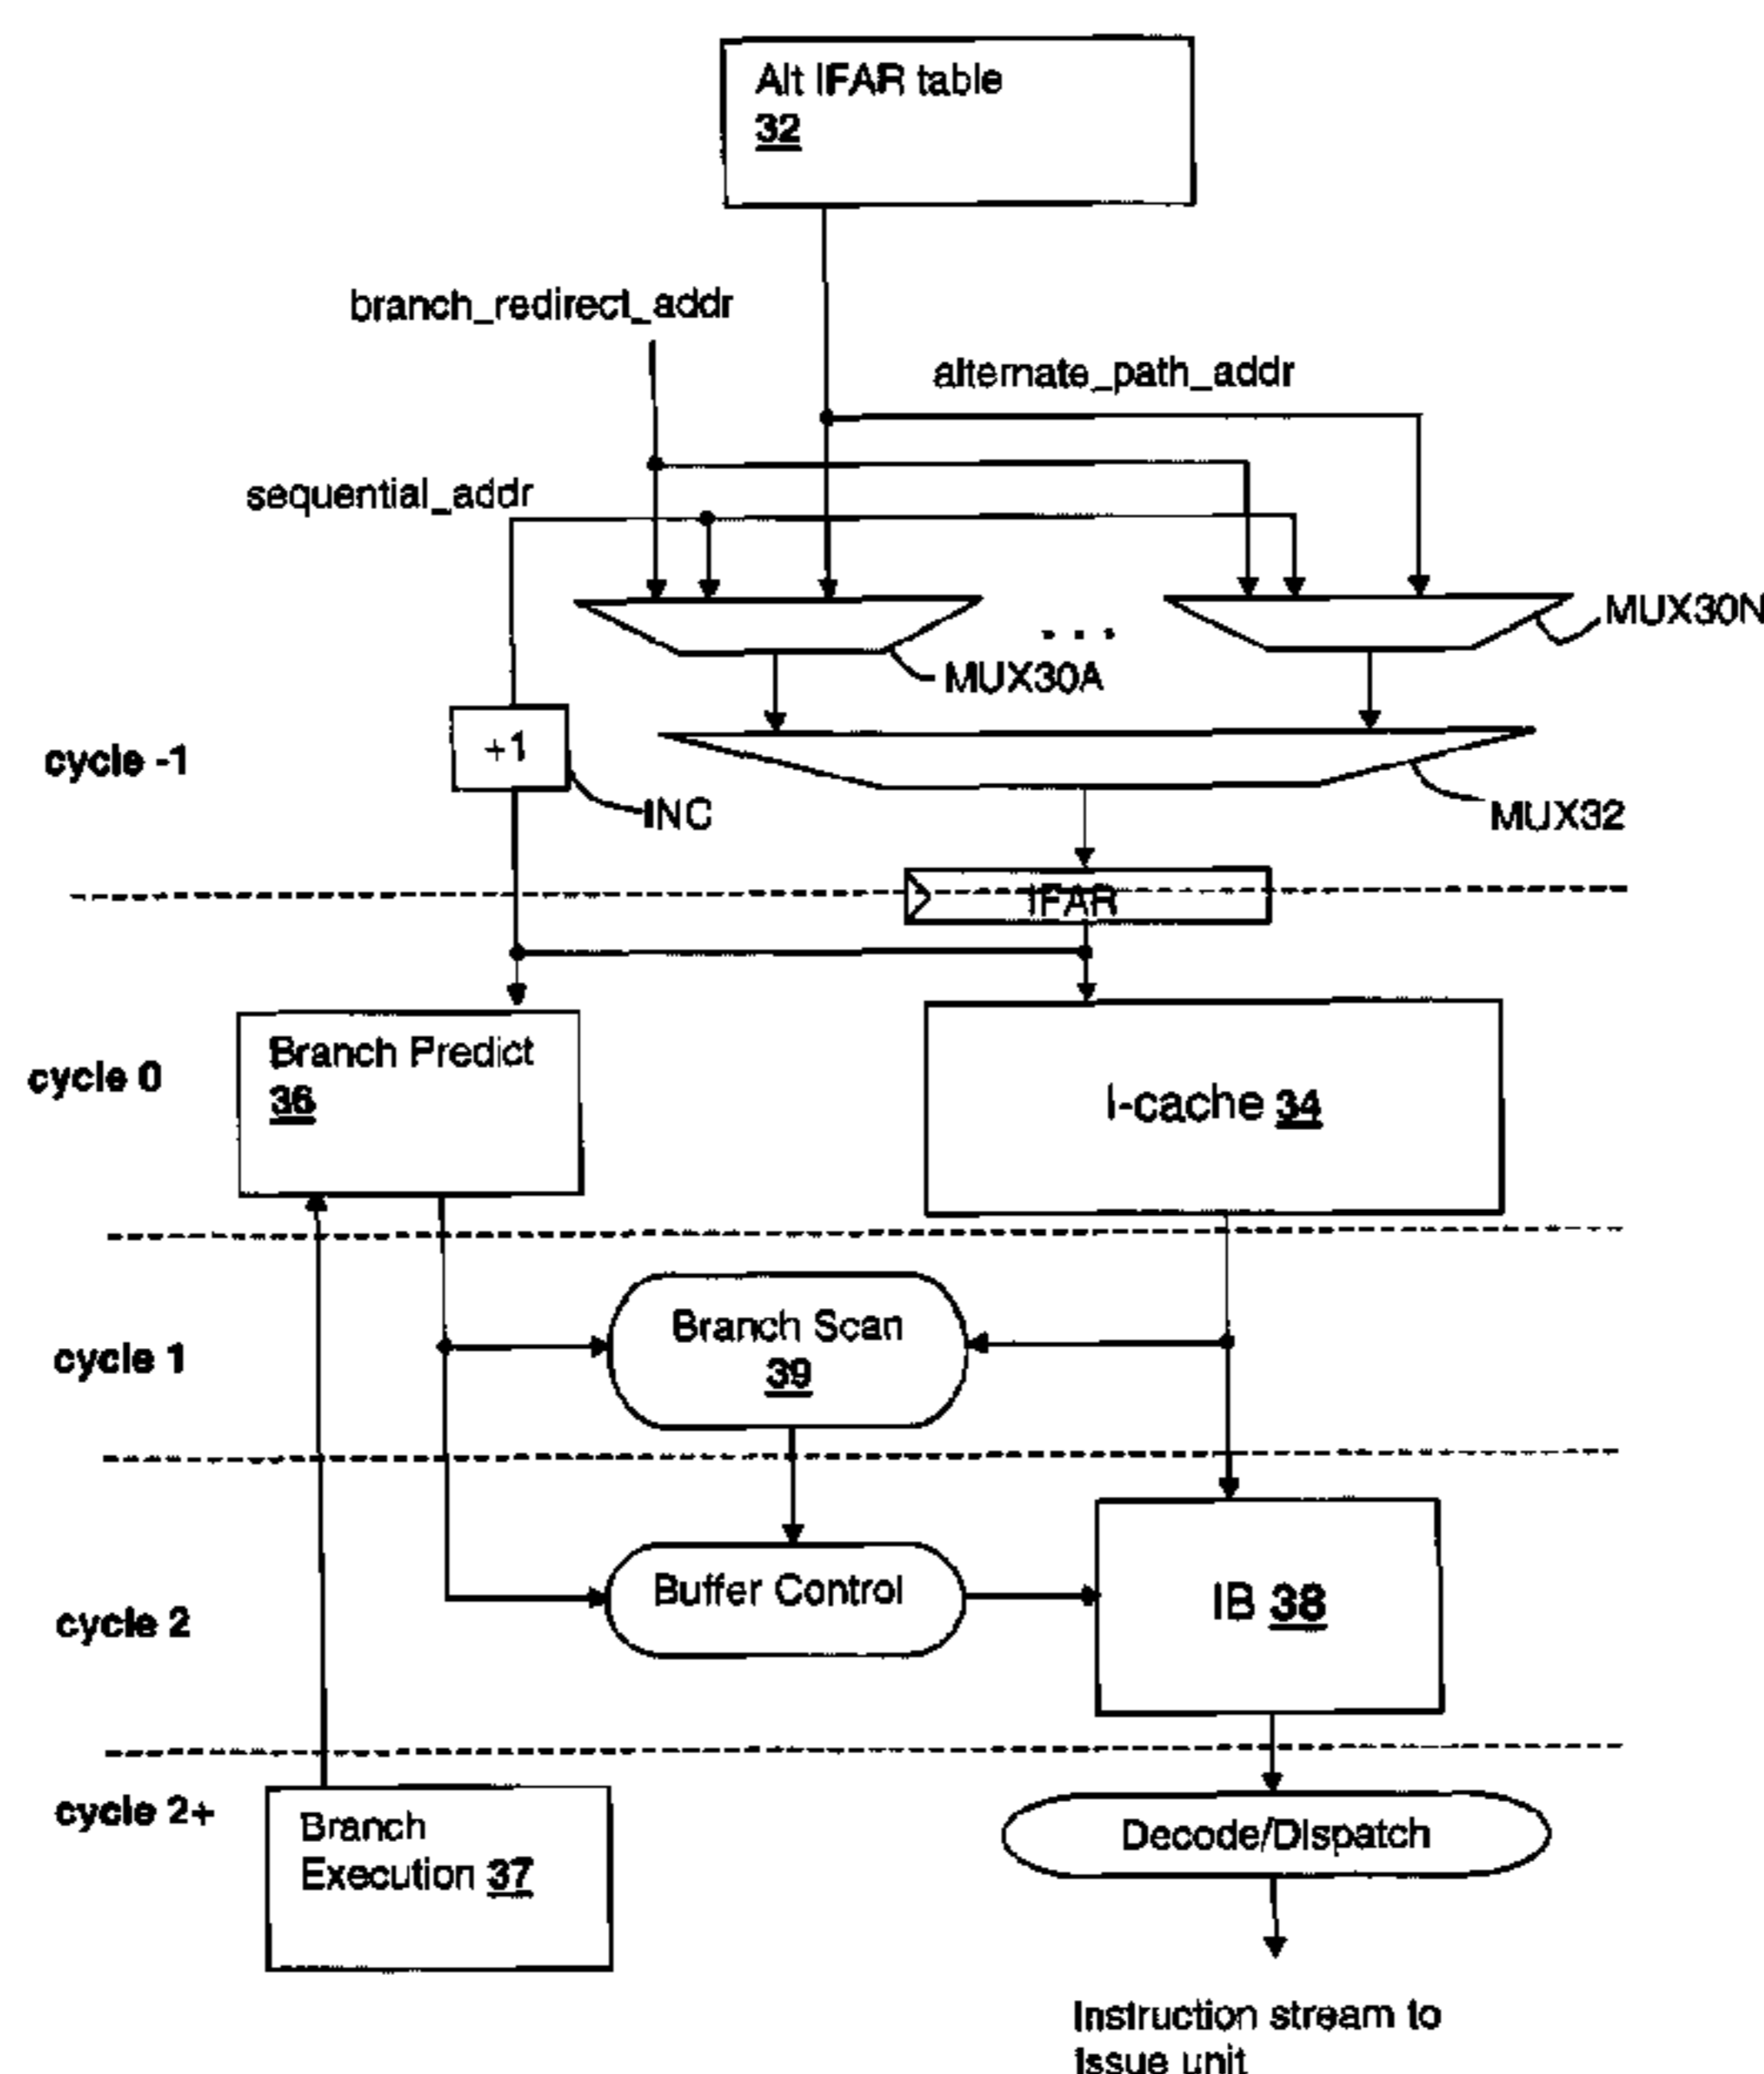 Alt IFAR table
32
branch_redirect_addr
alternate_path_addr
sequential_addr
MUX30N
. . .
MUX30A
cycle -1
+1
INC
MUX32
IFAR
Branch Predict
36
cycle 0
I-cache 34
Branch Scan
39
cycle 1
Buffer Control
IB 38
cycle 2
cycle 2+
Branch
Execution 37
Decode/Dispatch
Instruction stream to
Issue unit